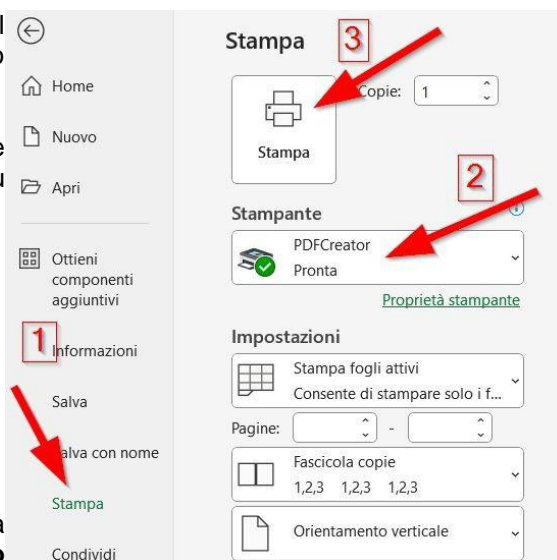 Home
Nuovo
Apri
Ottieni
componenti
aggiuntivi
1
Informazioni
Salva
alva con nome
Stampa
Condividi
Stampa
3
Copie: 1
Stampa
2
Stampante
PDFCreator
Pronta
Proprietà stampante
Impostazioni
Stampa fogli attivi
Consente di stampare solo i f...
Pagine: -
Fascicola copie
1,2,3 1,2,3 1,2,3
Orientamento verticale